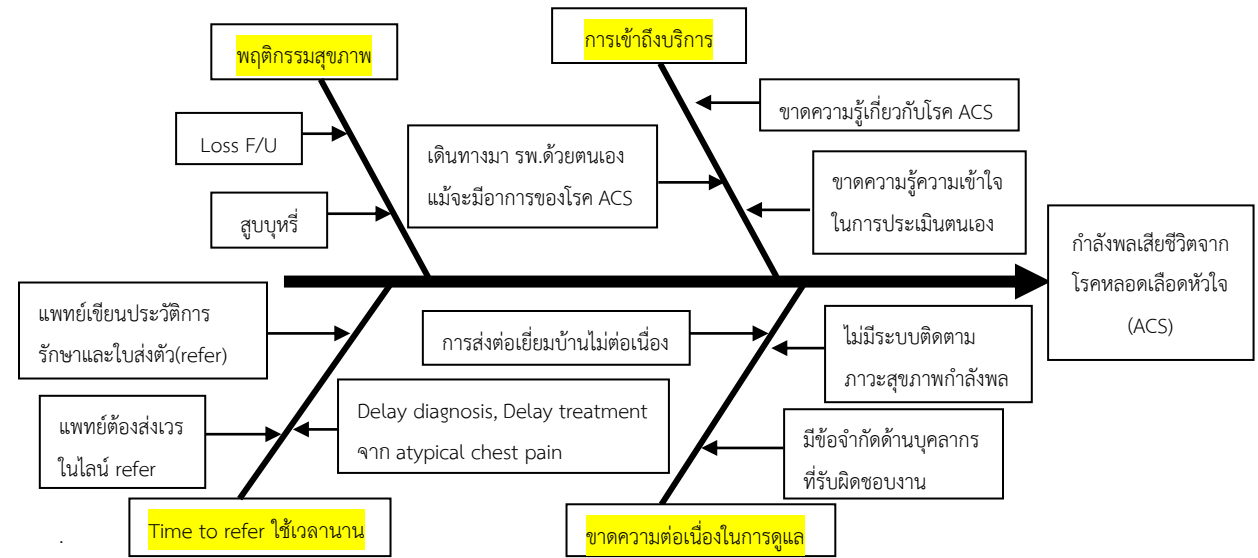 พฤติกรรมสุขภาพ
Loss F/U
สูบบุหรี่
การเข้าถึงบริการ
ขาดความรู้เกี่ยวกับโรค ACS
เดินทางมา รพ.ด้วยตนเอง
แม้จะมีอาการของโรค ACS
ขาดความรู้ความเข้าใจ
ในการประเมินตนเอง
กำลังพลเสียชีวิตจาก
โรคหลอดเลือดหัวใจ
(ACS)
แพทย์เขียนประวัติการ
รักษาและใบส่งตัว(refer)
แพทย์ต้องส่งเวร
ในไลน์ refer
Delay diagnosis, Delay treatment
จาก atypical chest pain
Time to refer ใช้เวลานาน
การส่งต่อเยี่ยมบ้านไม่ต่อเนื่อง
ไม่มีระบบติดตาม
ภาวะสุขภาพกำลังพล
มีข้อจำกัดด้านบุคลากร
ที่รับผิดชอบงาน
ขาดความต่อเนื่องในการดูแล
.